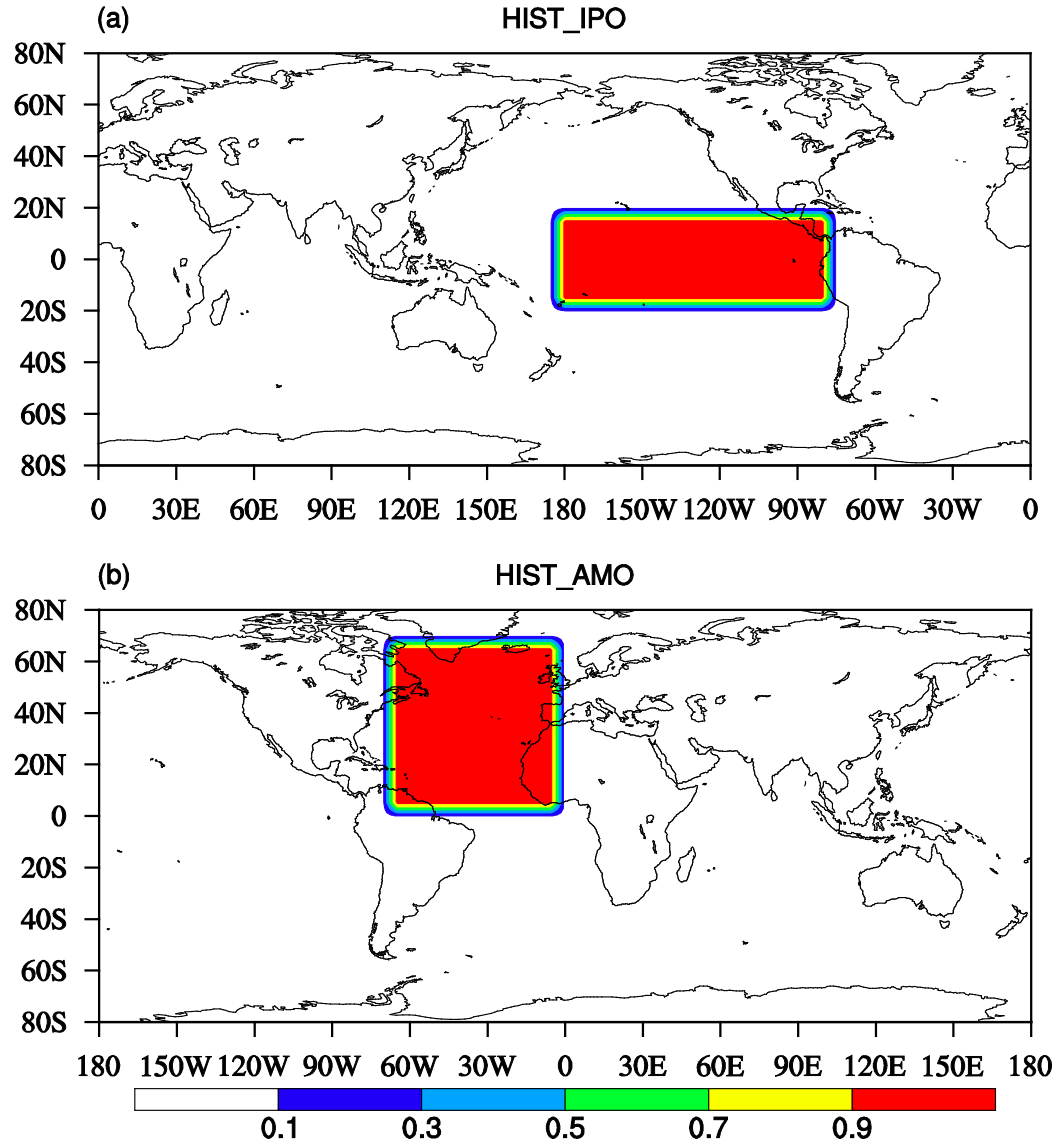 (a) HIST_IPO
80N
60N
40N
20N
0
20S
40S
60S
80S
0 30E 60E 90E 120E 150E 180 150W 120W 90W 60W 30W 0
(b) HIST_AMO
80N
60N
40N
20N
0
20S
40S
60S
80S
180 150W 120W 90W 60W 30W 0 30E 60E 90E 120E 150E 180
0.1 0.3 0.5 0.7 0.9